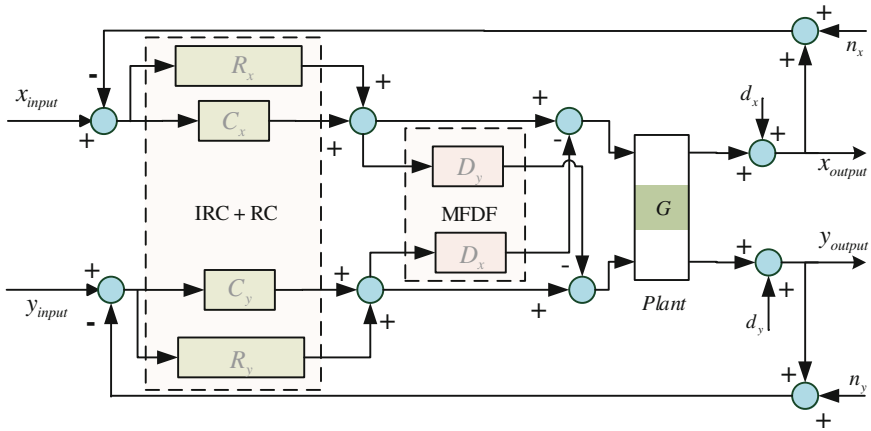 +
n_x
+
-
R_x
+
x_input
+
C_x
+
+
-
d_x
+
+
x_output
D_y
IRC + RC
MFDF
G
D_x
y_output
+
+
y_input
-
C_y
+
+
-
+
Plant
+
+
d_y
R_y
+
n_y
+